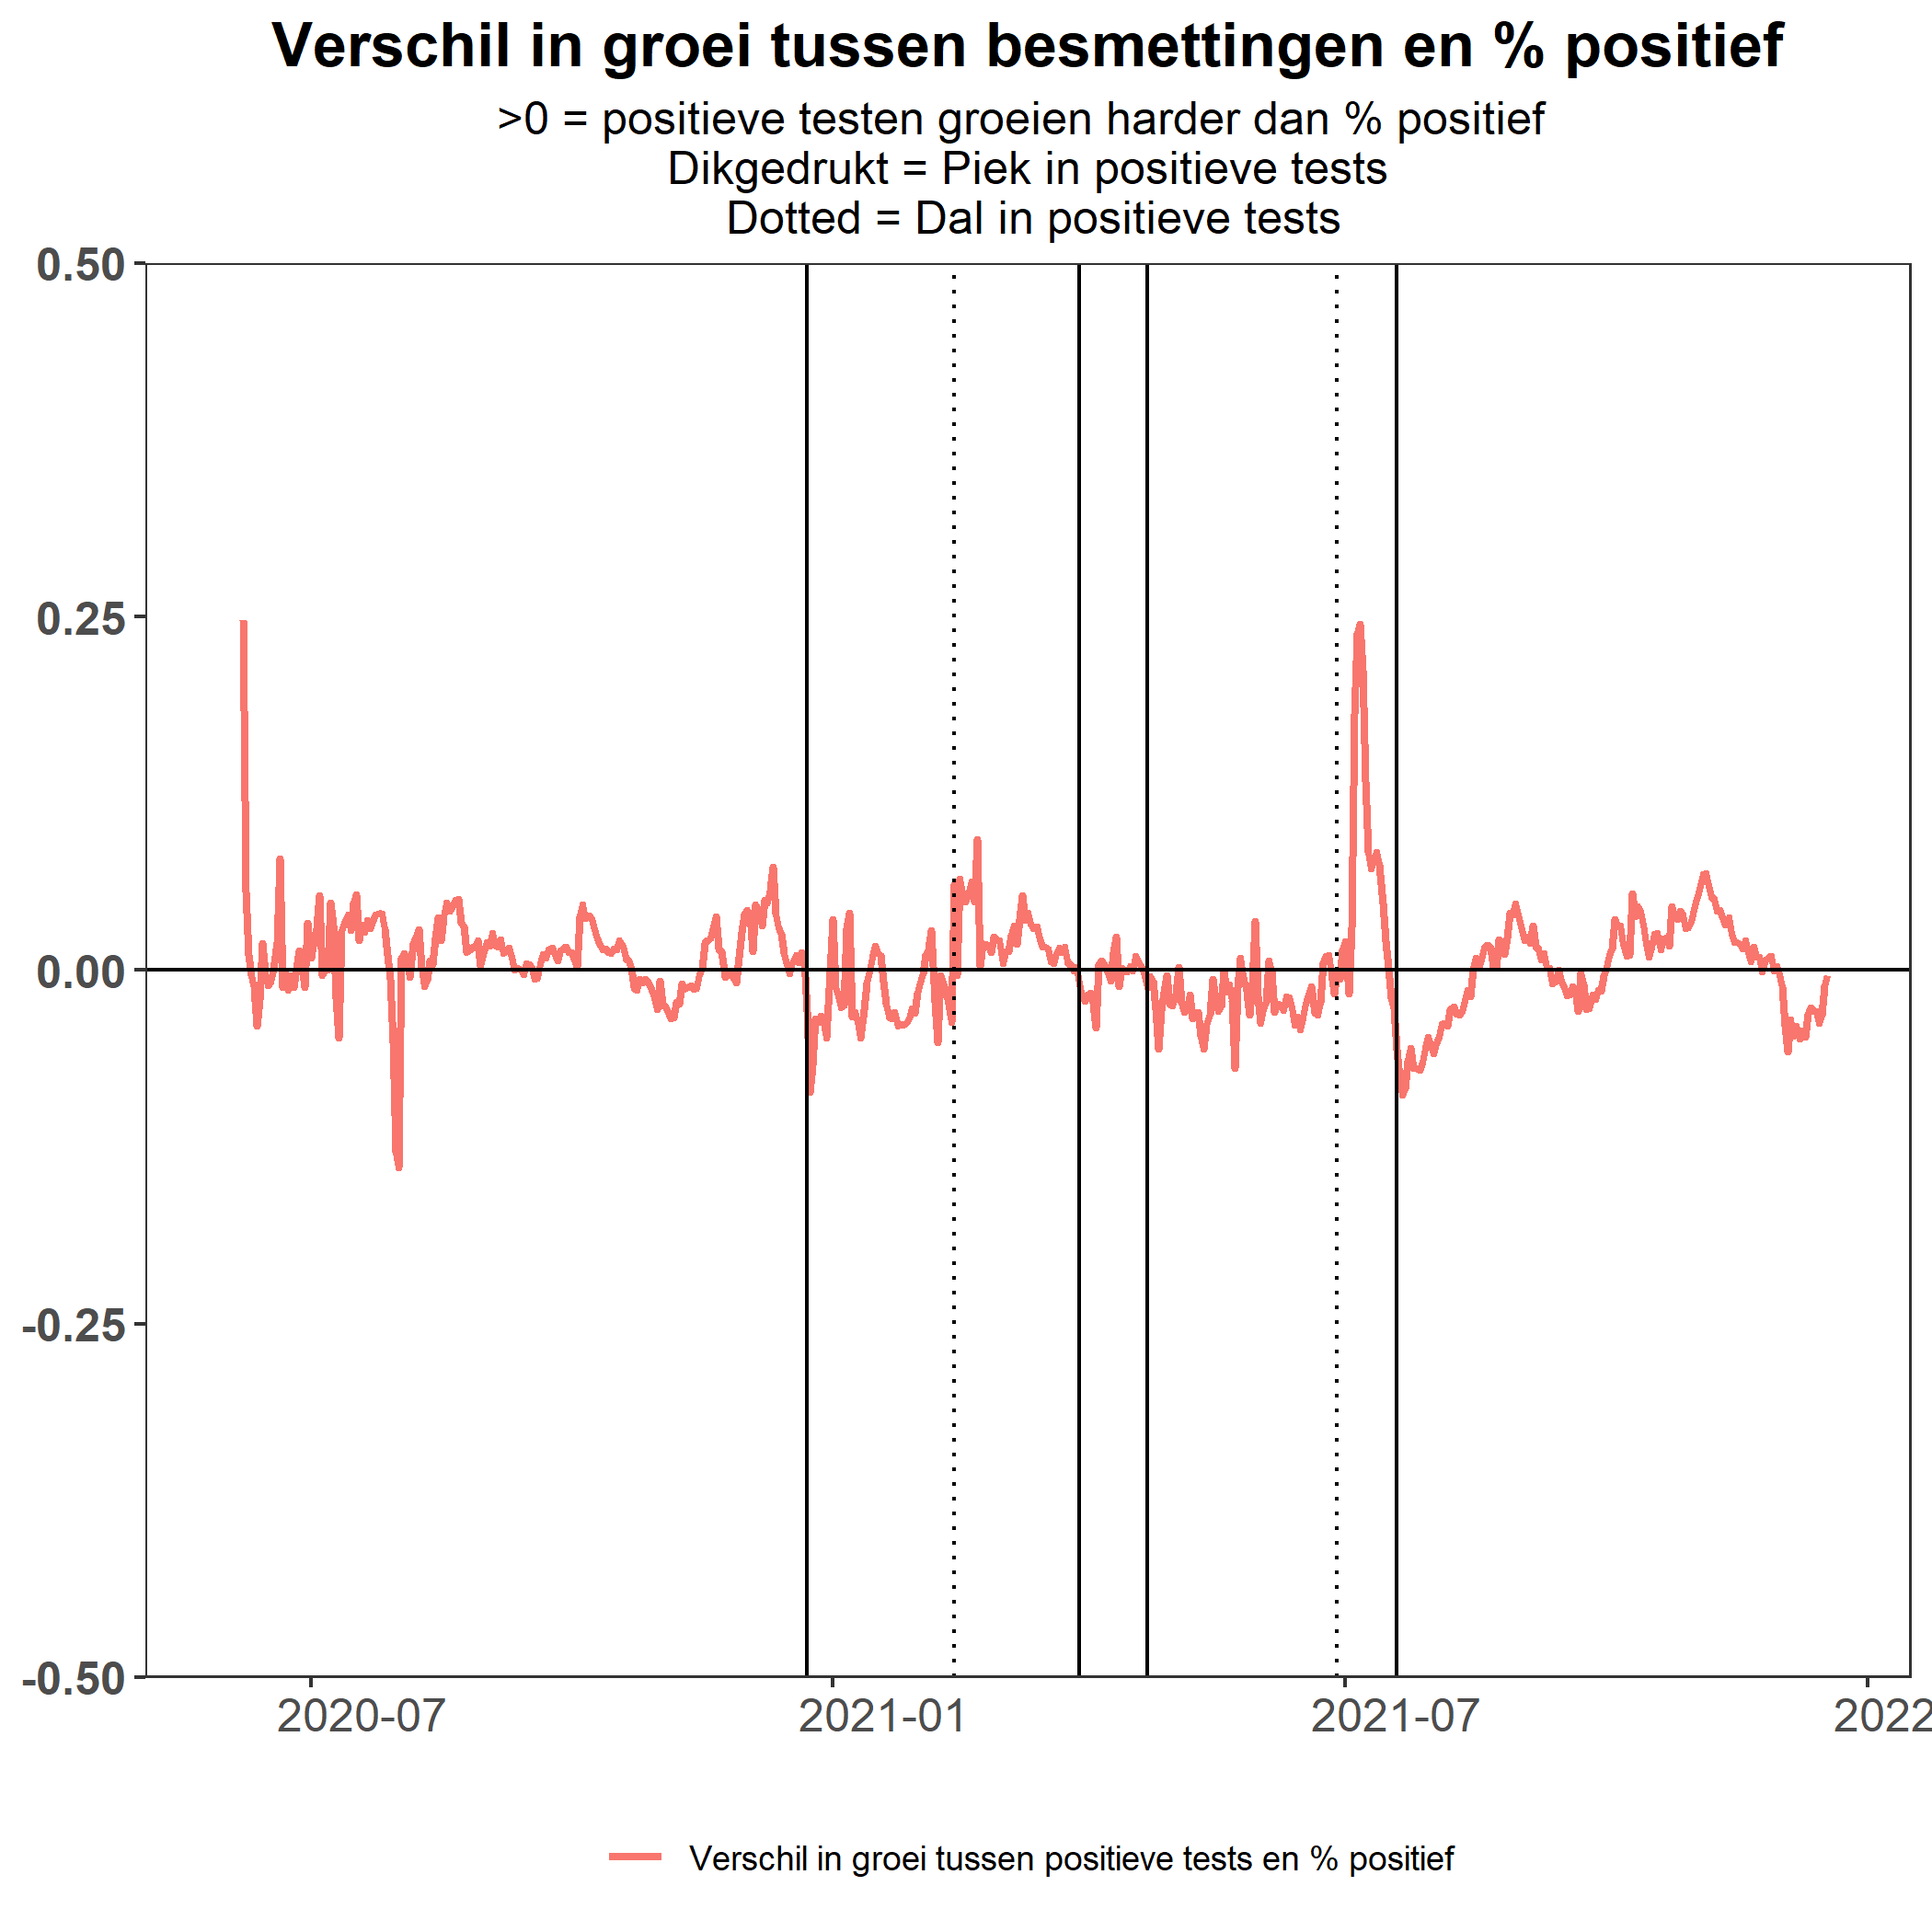 Verschil in groei tussen besmettingen en % positief
>0 = positieve testen groeien harder dan % positief
Dikgedrukt = Piek in positieve tests
Dotted = Dal in positieve tests
0.50
0.25
0.00
-0.25
-0.50
2020-07
2021-01
2021-07
2022
Verschil in groei tussen positieve tests en % positief